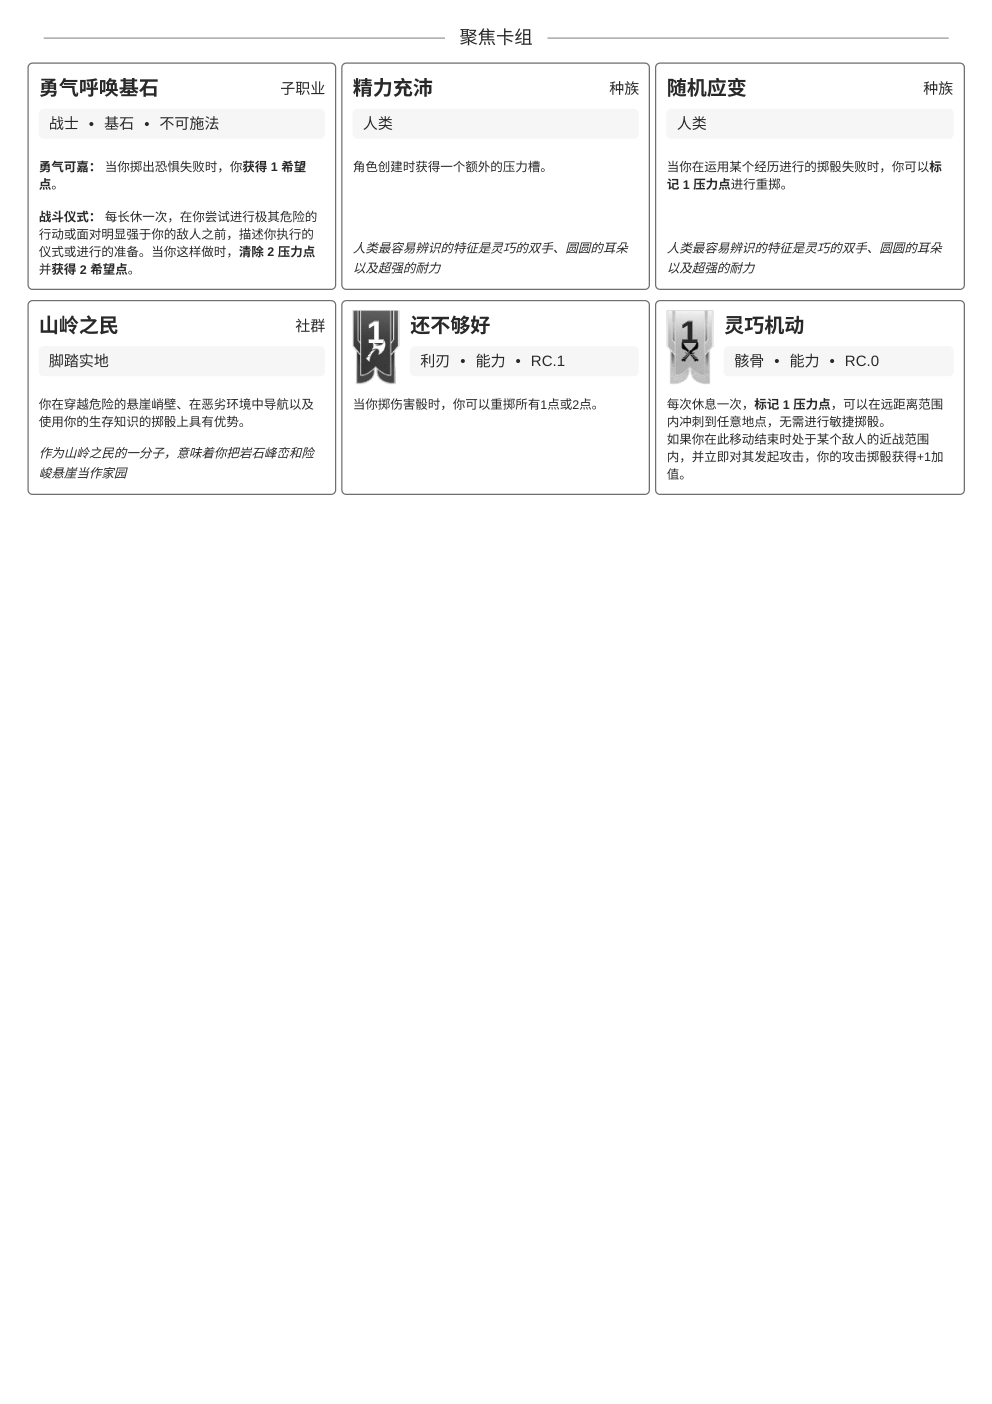 聚焦卡组
勇气呼唤基石 子职业
战士 • 基石 • 不可施法
勇气可嘉： 当你掷出恐惧失败时，你获得 1 希望
点。
战斗仪式： 每长休一次，在你尝试进行极其危险的
行动或面对明显强于你的敌人之前，描述你执行的
仪式或进行的准备。当你这样做时，清除 2 压力点
并获得 2 希望点。
精力充沛 种族
人类
角色创建时获得一个额外的压力槽。
人类最容易辨识的特征是灵巧的双手、圆圆的耳朵
以及超强的耐力
随机应变 种族
人类
当你在运用某个经历进行的掷骰失败时，你可以标
记 1 压力点进行重掷。
人类最容易辨识的特征是灵巧的双手、圆圆的耳朵
以及超强的耐力
山岭之民 社群
脚踏实地
你在穿越危险的悬崖峭壁、在恶劣环境中导航以及
使用你的生存知识的掷骰上具有优势。
作为山岭之民的一分子，意味着你把岩石峰峦和险
峻悬崖当作家园
1
还不够好
利刃 • 能力 • RC.1
当你掷伤害骰时，你可以重掷所有1点或2点。
1
灵巧机动
骸骨 • 能力 • RC.0
每次休息一次，标记 1 压力点，可以在远距离范围
内冲刺到任意地点，无需进行敏捷掷骰。
如果你在此移动结束时处于某个敌人的近战范围
内，并立即对其发起攻击，你的攻击掷骰获得+1加
值。